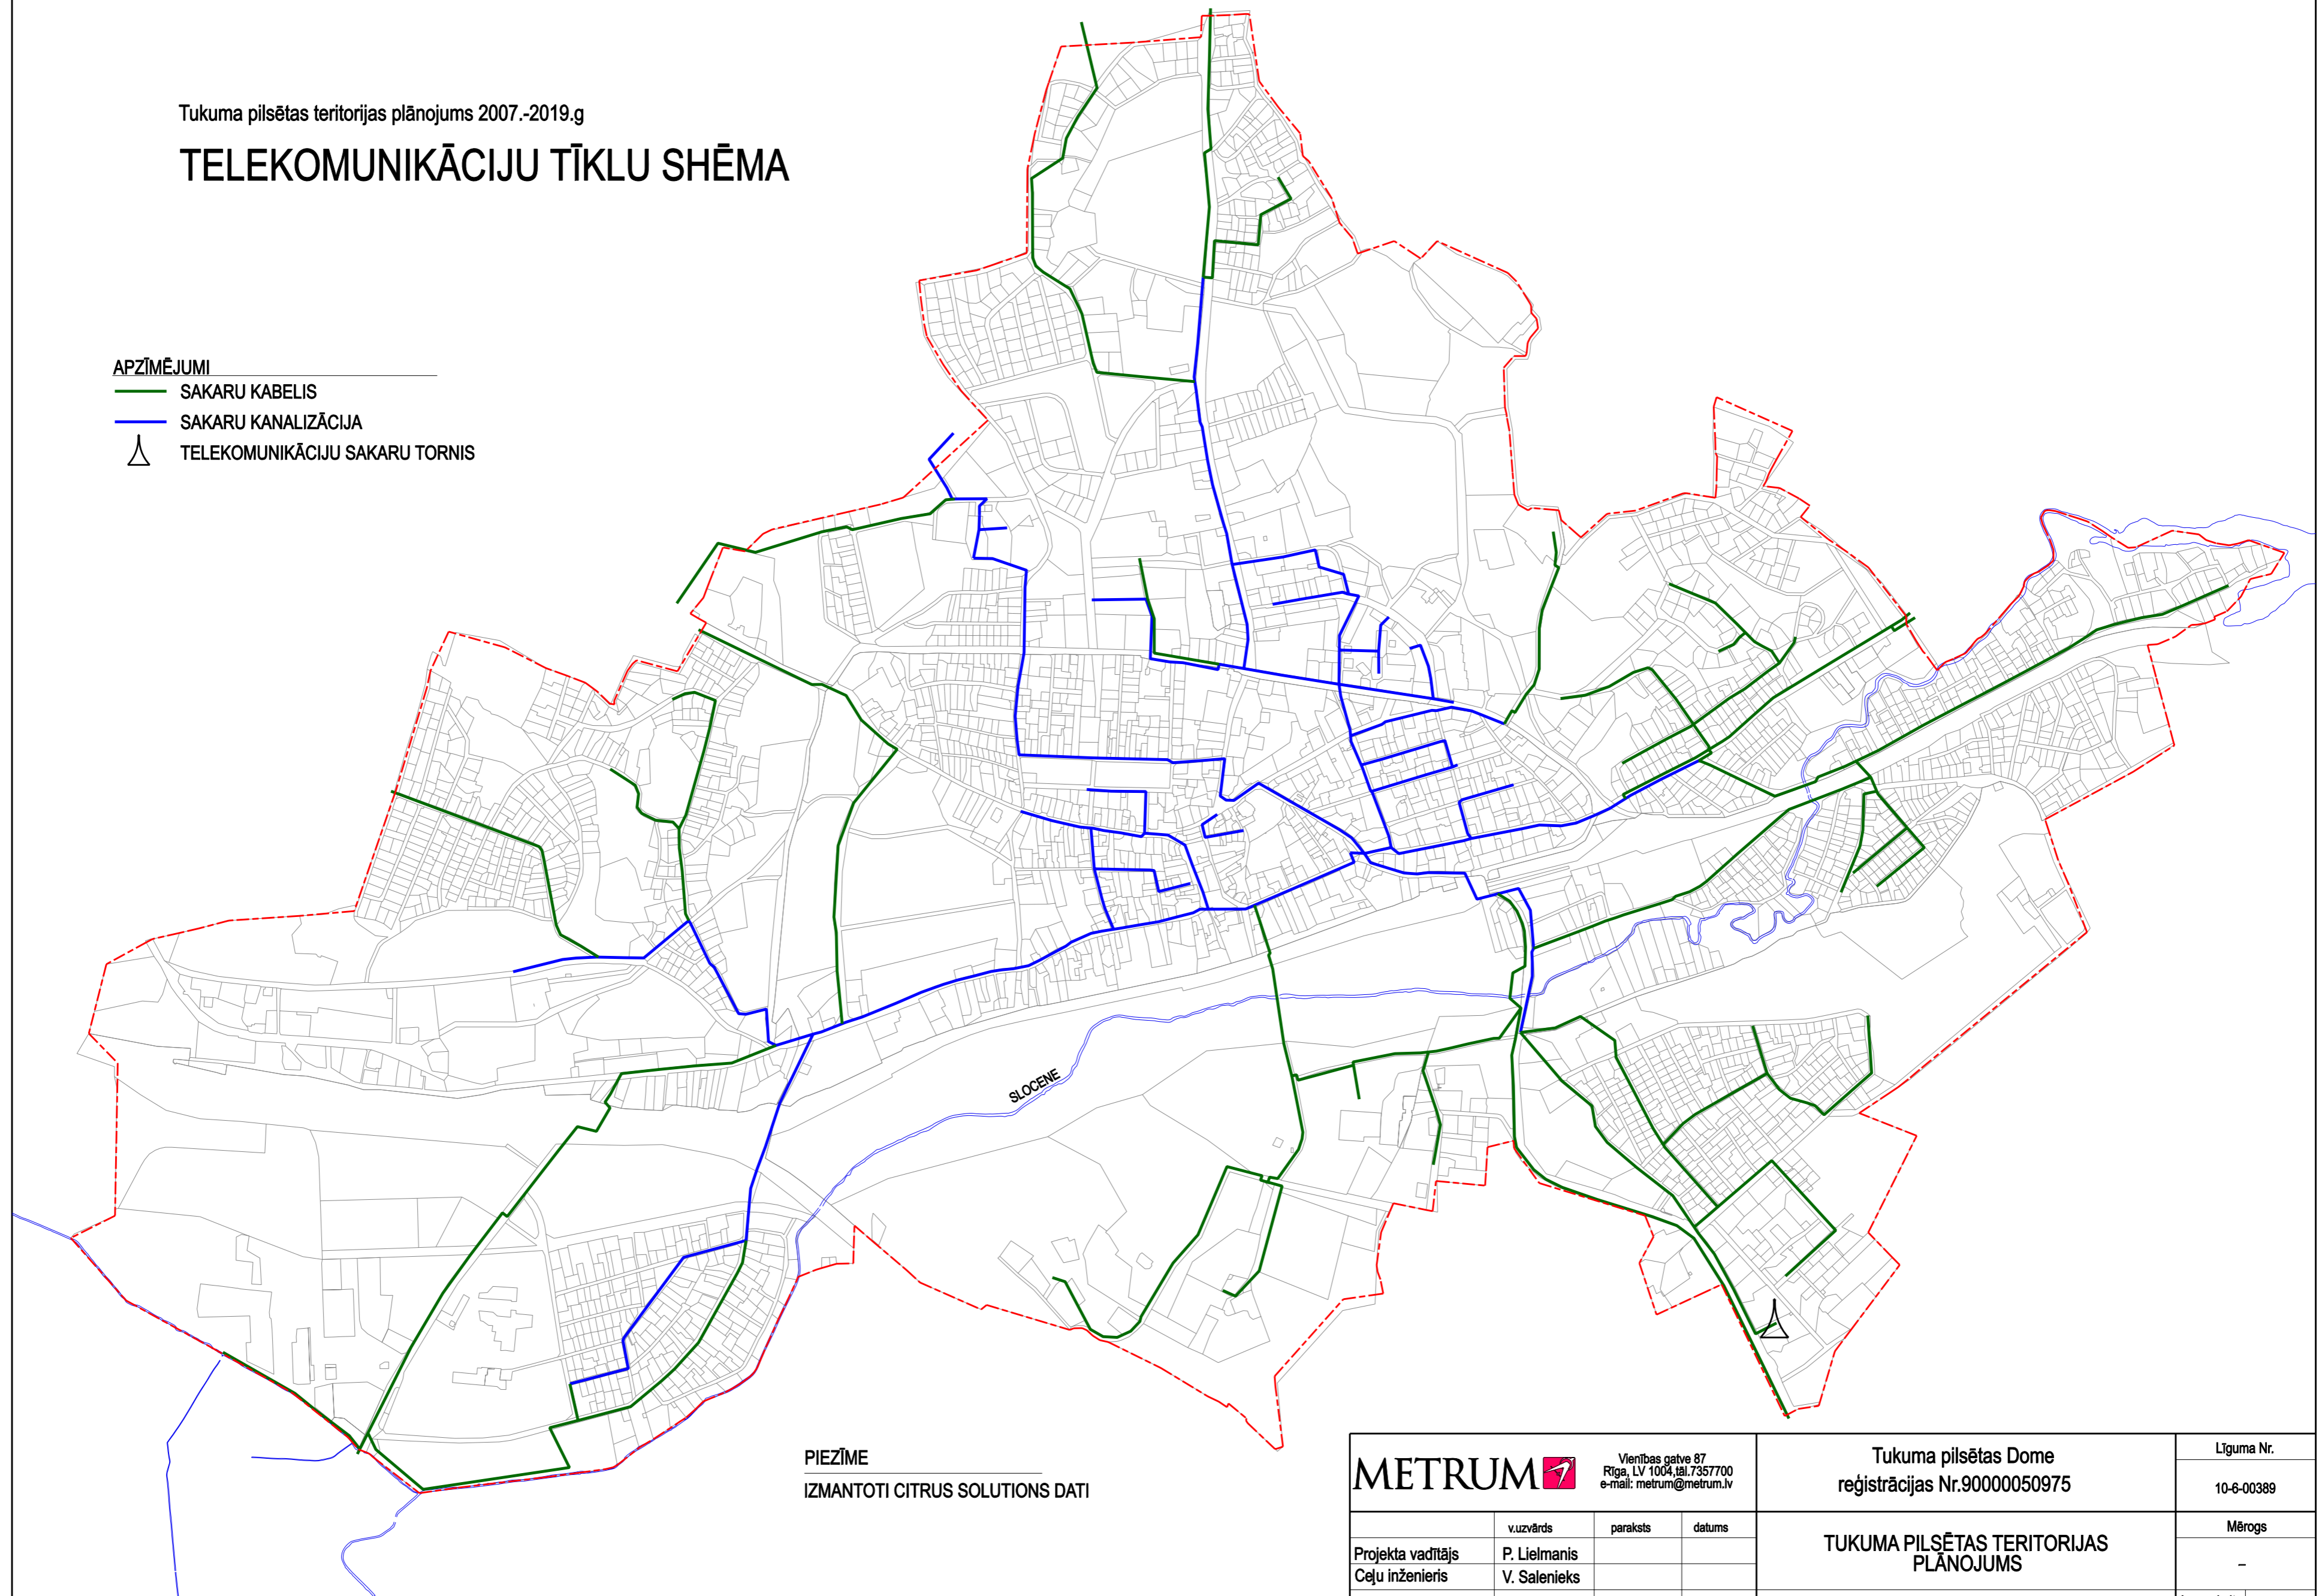 Tukuma pilsētas teritorijas plānojums 2007.-2019.g
TELEKOMUNIKĀCIJU TĪKLU SHĒMA
APZĪMĒJUMI
SAKARU KABELIS
SAKARU KANALIZĀCIJA
TELEKOMUNIKĀCIJU SAKARU TORNIS
SLOCENE
PIEZĪME
IZMANTOTI CITRUS SOLUTIONS DATI
METRUM
Vienības gatve 87
Rīga, LV 1004,tāl.7357700
e-mail: metrum@metrum.lv
Tukuma pilsētas Dome
reģistrācijas Nr.90000050975
Līguma Nr.
10-6-00389
v.uzvārds paraksts datums
Projekta vadītājs P. Lielmanis
Ceļu inženieris V. Salenieks
TUKUMA PILSĒTAS TERITORIJAS
PLĀNOJUMS
Mērogs
–